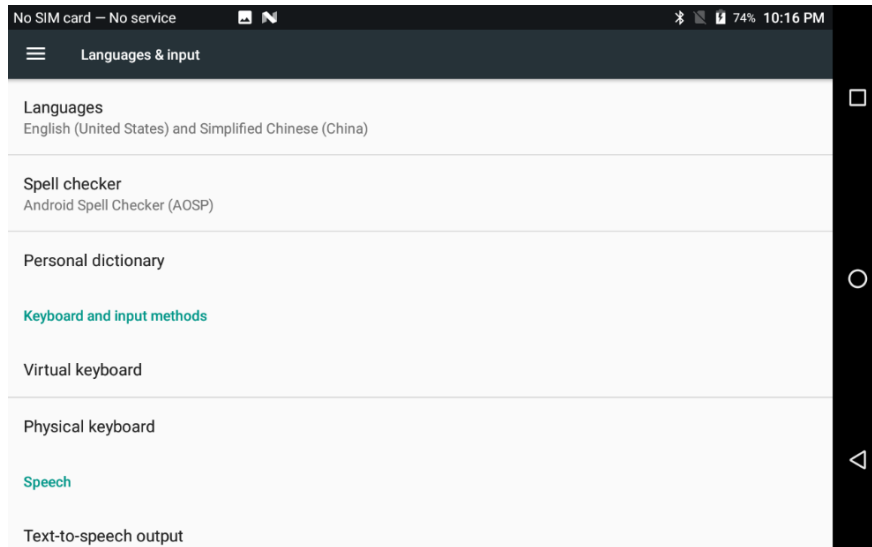 No SIM card — No service 74% 10:16 PM
Languages & input
Languages
English (United States) and Simplified Chinese (China)
Spell checker
Android Spell Checker (AOSP)
Personal dictionary
Keyboard and input methods
Virtual keyboard
Physical keyboard
Speech
Text-to-speech output